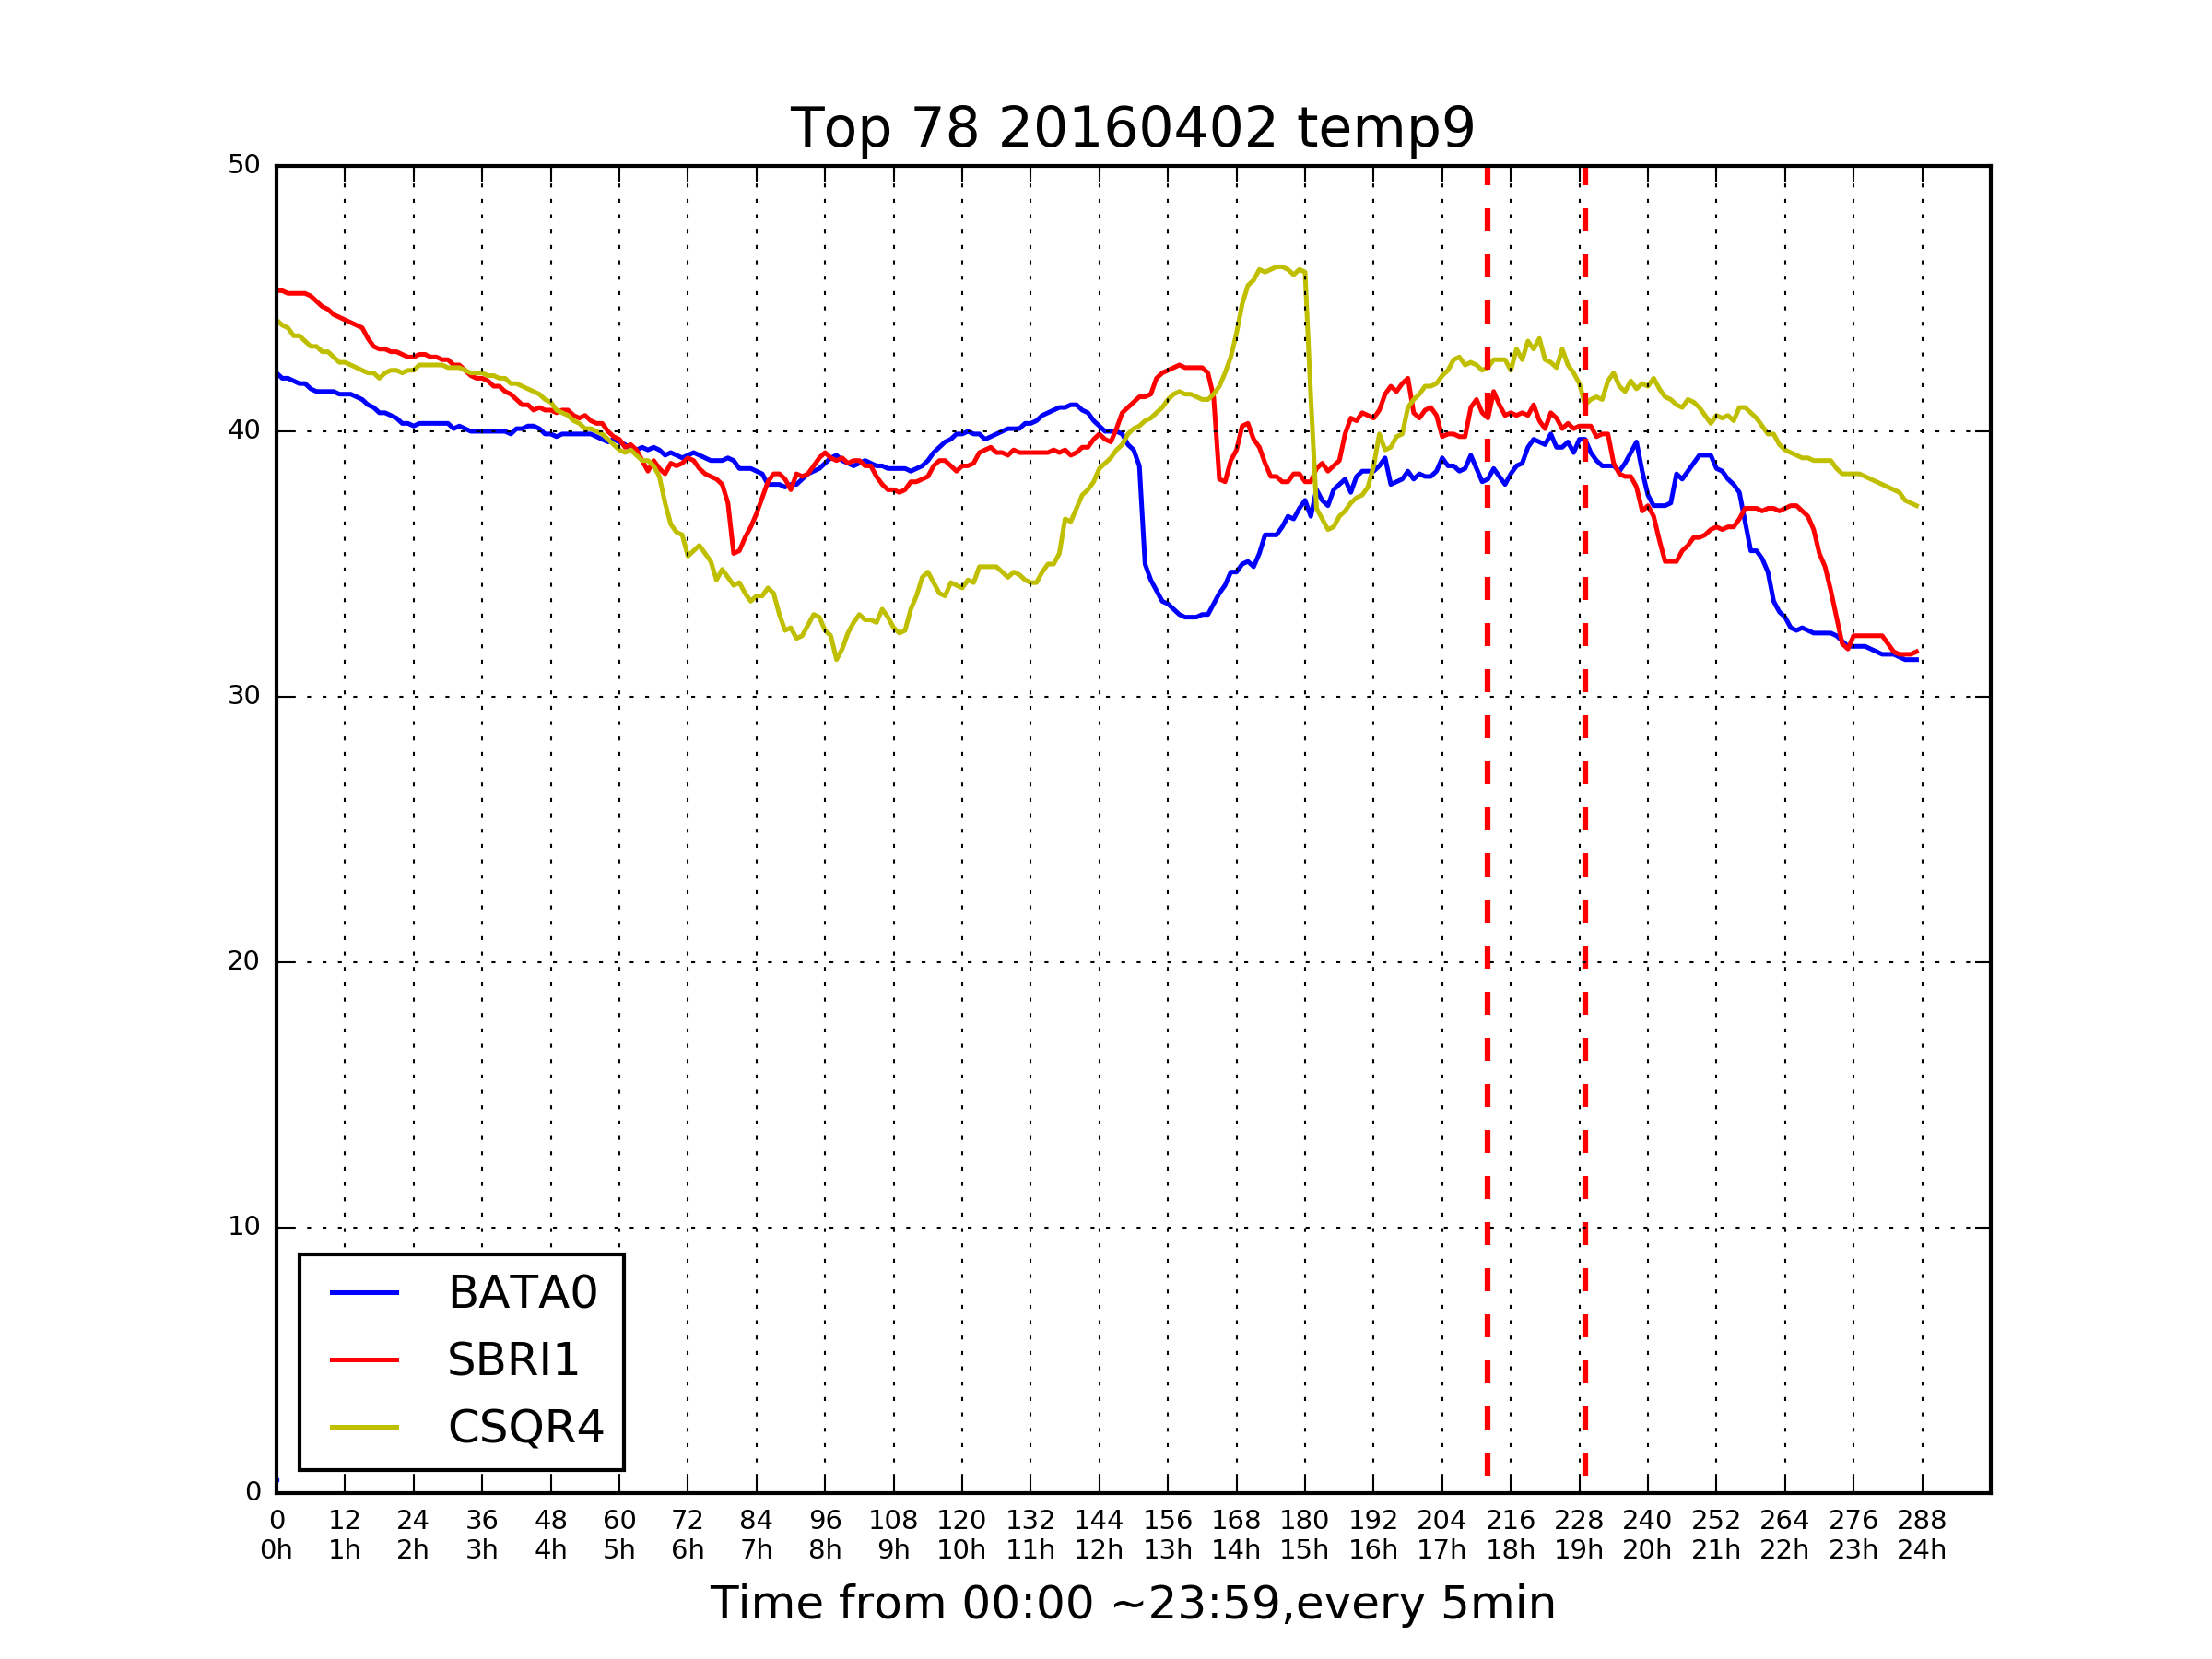 Top 78 20160402 temp9
50
40
30
20
10
0
BATA0
SBRI1
CSQR4
0 12 24 36 48 60 72 84 96 108 120 132 144 156 168 180 192 204 216 228 240 252 264 276 288
0h 1h 2h 3h 4h 5h 6h 7h 8h 9h 10h 11h 12h 13h 14h 15h 16h 17h 18h 19h 20h 21h 22h 23h 24h
Time from 00:00 ~23:59,every 5min